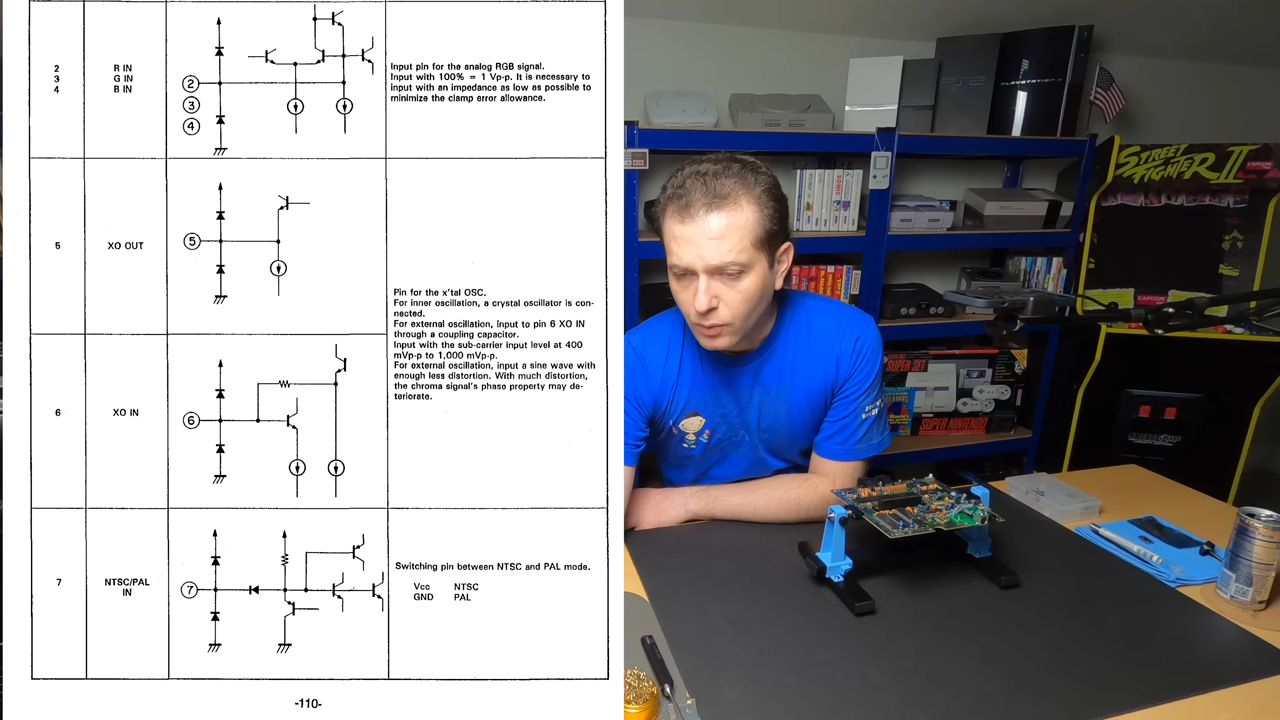 2
3
4
R IN
G IN
B IN
2
3
4
Input pin for the analog RGB signal.
Input with 100% = 1 Vp-p. It is necessary to
input with an impedance as low as possible to
minimize the clamp error allowance.
5
XO OUT
5
Pin for the x'tal OSC.
For inner oscillation, a crystal oscillator is con-
nected.
For external oscillation, input to pin 6 XO IN
through a coupling capacitor.
Input with the sub-carrier input level at 400
mVp-p to 1,000 mVp-p.
For external oscillation, input a sine wave with
enough less distortion. With much distortion,
the chroma signal's phase property may de-
teriorate.
6
XO IN
6
7
NTSC/PAL
IN
7
Switching pin between NTSC and PAL mode.
Vcc NTSC
GND PAL
-110-
PS2
PLAYSTATION 3
STREET
FIGHTER II
CAPCOM
SONIC
CAPCOM
SUPER SET
SUPER NINTENDO